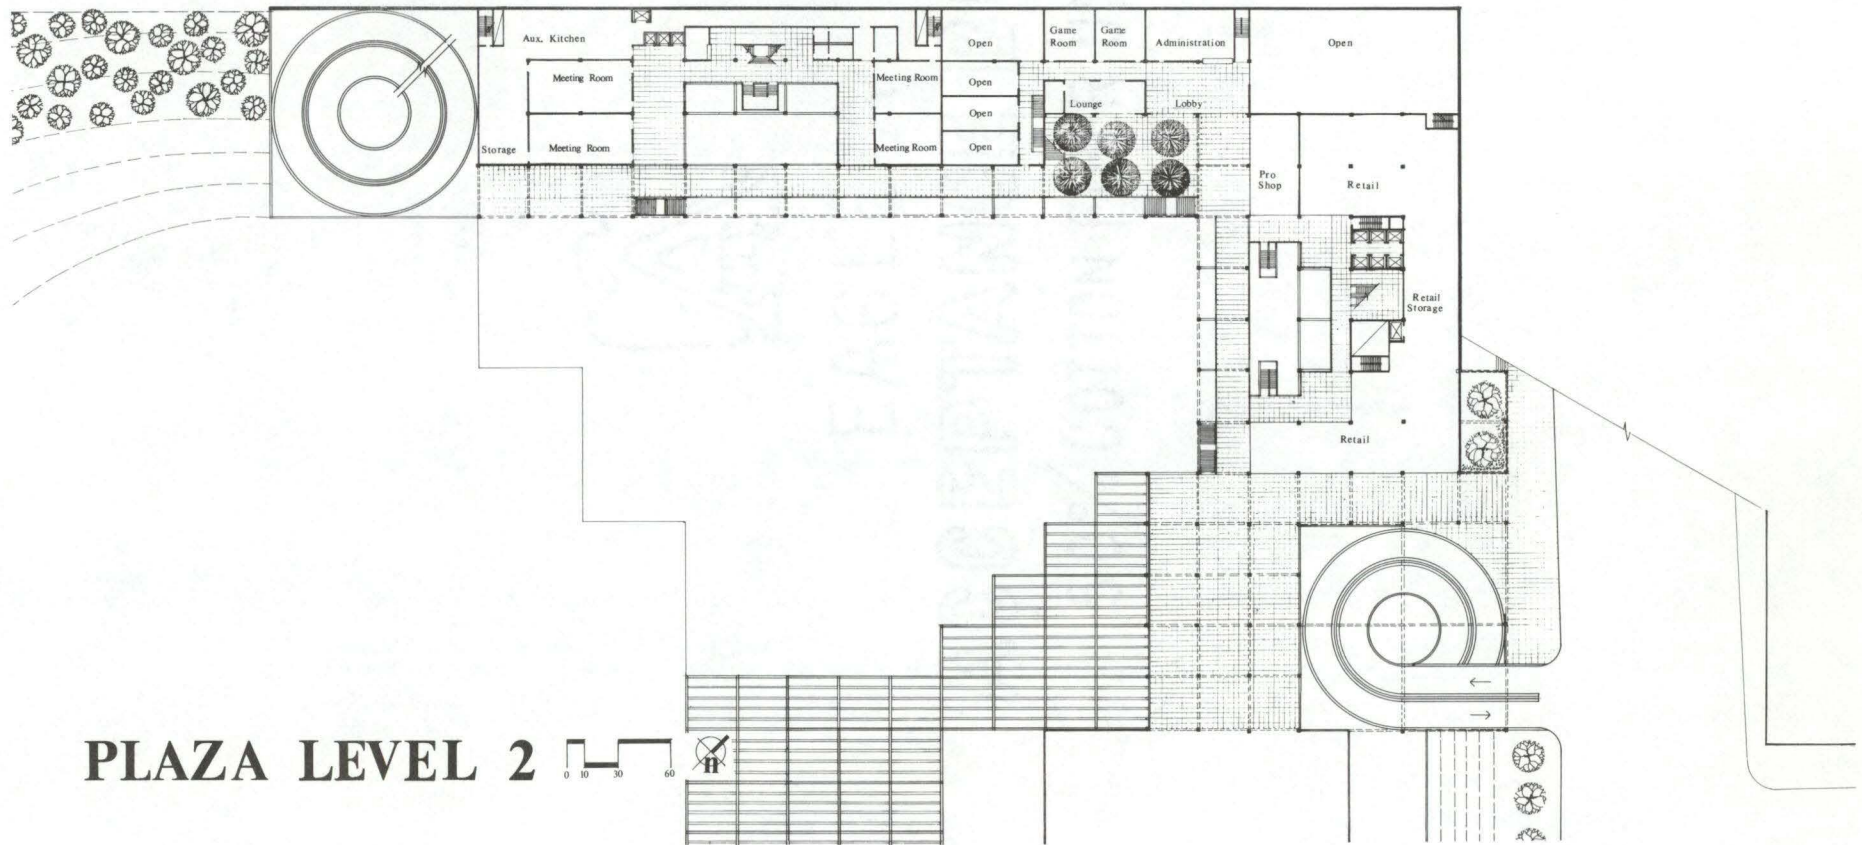 Aux. Kitchen
Open
Game
Room
Game
Room
Administration
Open
Meeting Room
Meeting Room
Open
Lounge
Lobby
Open
Storage
Meeting Room
Meeting Room
Open
Pro
Shop
Retail
Retail
Storage
Retail
PLAZA LEVEL 2
0 10 30 60
n